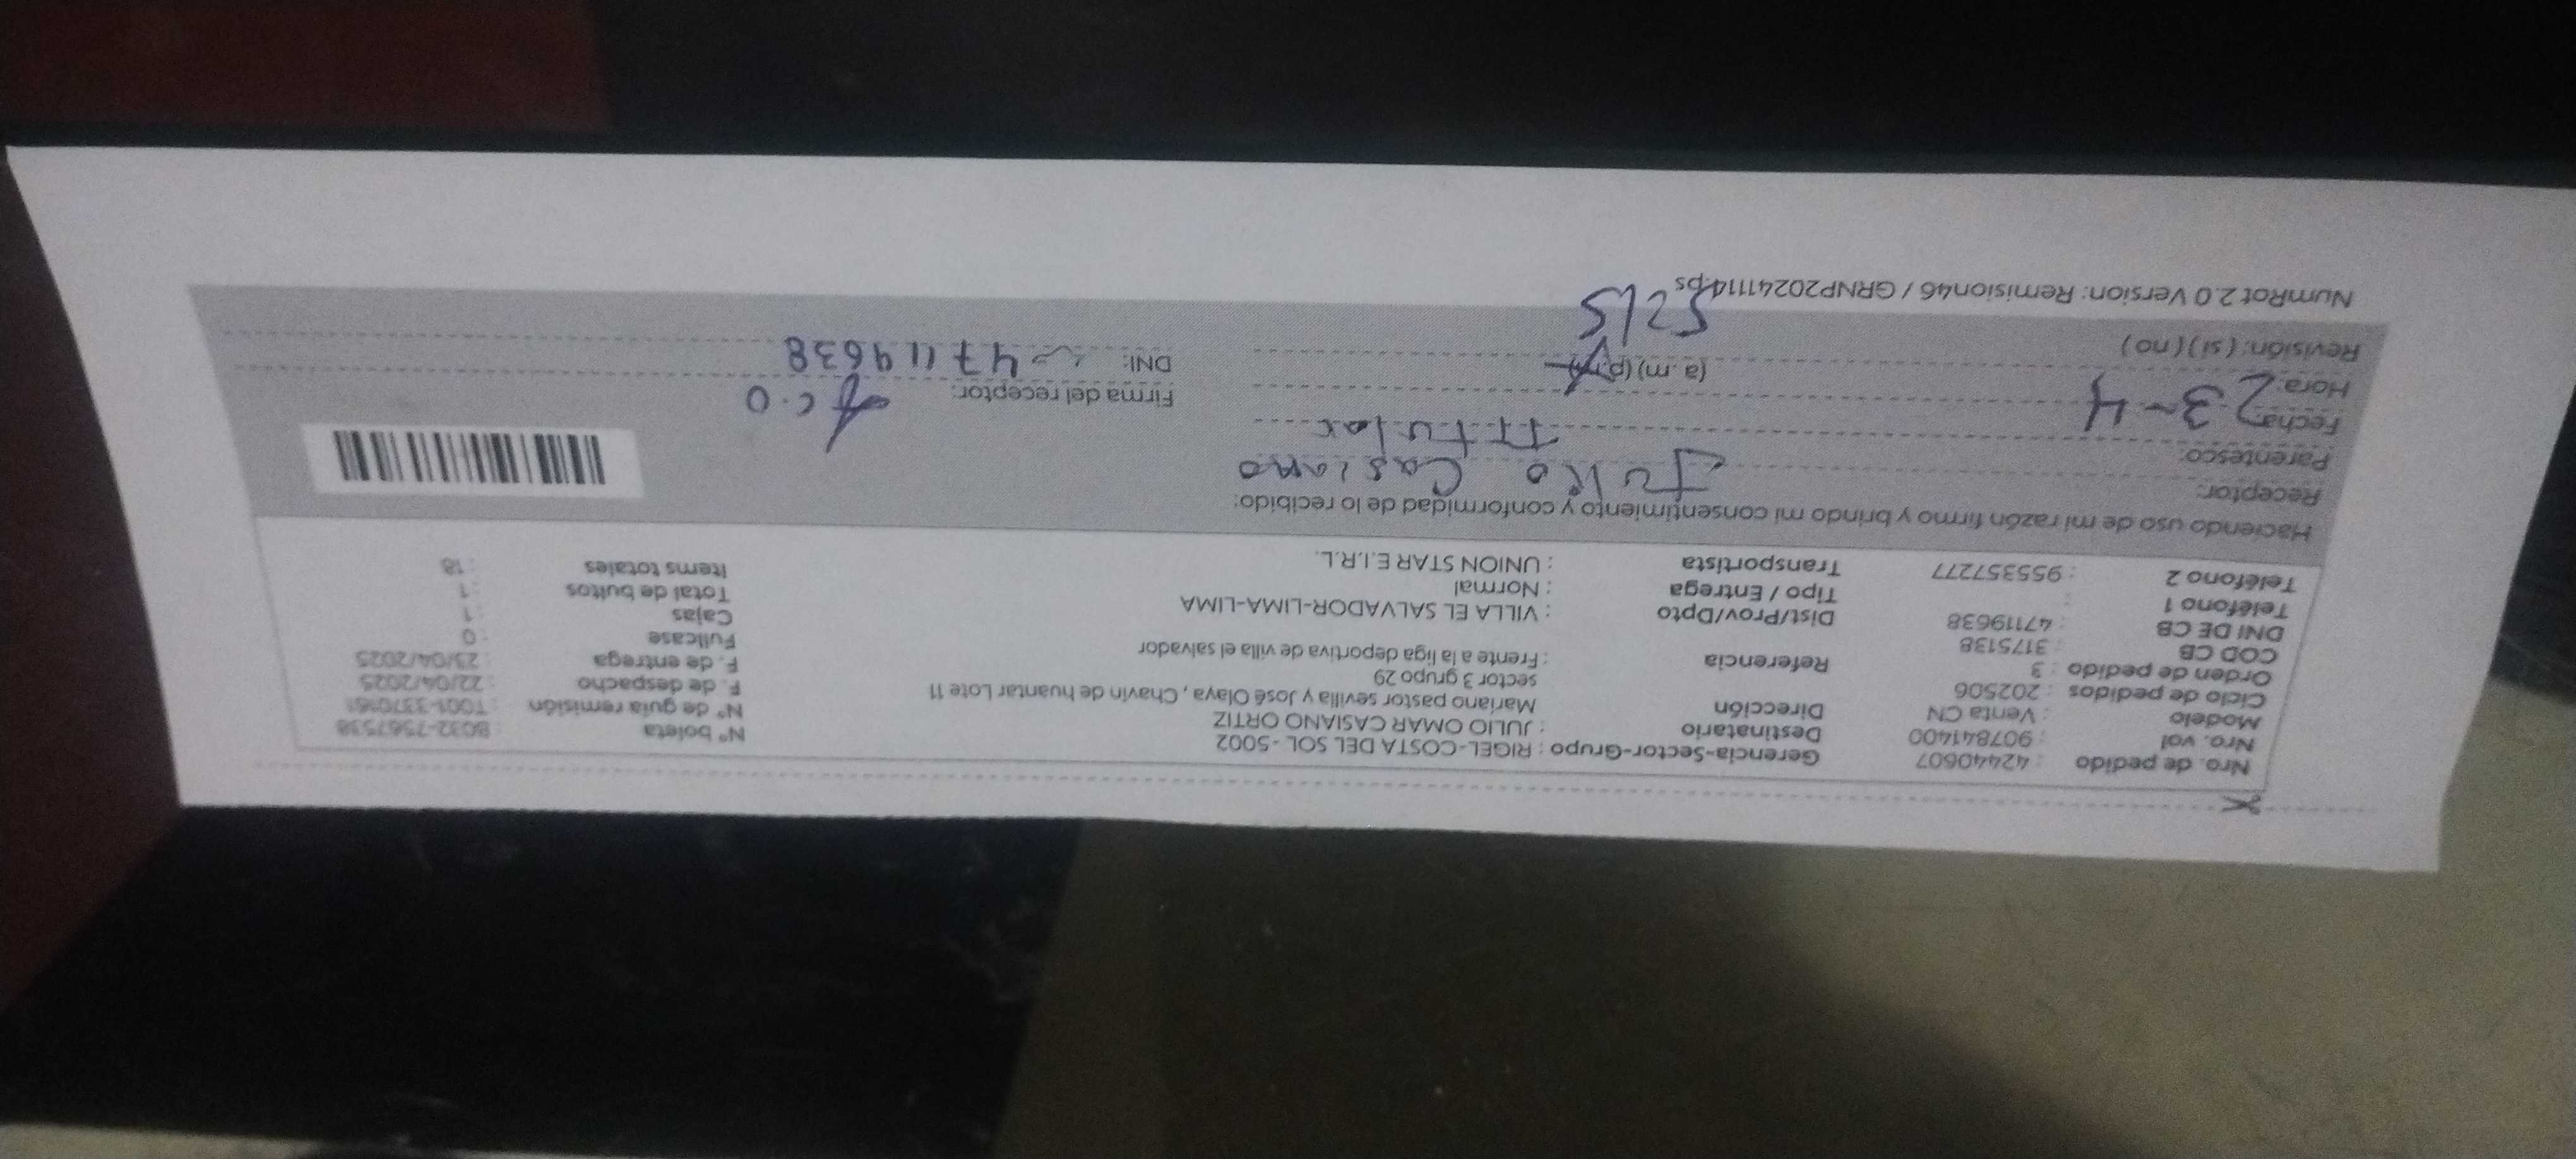 Nro. de pedido : 42440607 Gerencia-Sector-Grupo : RIGEL-COSTA DEL SOL -5002 N° boleta : B032-7567538
Nro. vol : 907841400 Destinatario : JULIO OMAR CASIANO ORTIZ N° de guía remisión : T001-3370161
Modelo : Venta CN Dirección Mariano pastor sevilla y José Olaya , Chavín de huantar Lote 11 F. de despacho : 22/04/2025
Ciclo de pedidos : 202506 sector 3 grupo 29 F. de entrega : 23/04/2025
Orden de pedido : 3 Referencia : Frente a la liga deportiva de villa el salvador Fullcase : 0
COD CB : 3175138 Dist/Prov/Dpto : VILLA EL SALVADOR-LIMA-LIMA Cajas : 1
DNI DE CB : 47119638 Tipo / Entrega : Normal Total de bultos : 1
Teléfono 1 : Transportista : UNION STAR E.I.R.L. Items totales : 18
Teléfono 2 : 955357277
Haciendo uso de mi razón firmo y brindo mi consentimiento y conformidad de lo recibido:
Receptor: Julio Casiano
Parentesco: Titular
Fecha: 23-4 Firma del receptor: J C.O
Hora: (a.m) (p.m) DNI: 47119638
Revisión: (si) (no) 5215
NumRot 2.0 Version: Remision46 / GRNP20241114.ps